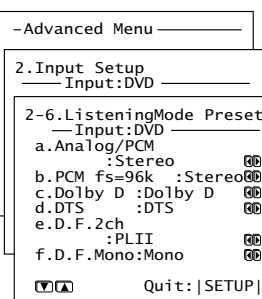 -Advanced Menu
2.Input Setup
Input:DVD
2-6.ListeningMode Preset
Input:DVD
a.Analog/PCM
:Stereo
b.PCM fs=96k :Stereo
c.Dolby D :Dolby D
d.DTS :DTS
e.D.F.2ch
:PLII
f.D.F.Mono:Mono
Quit:|SETUP|